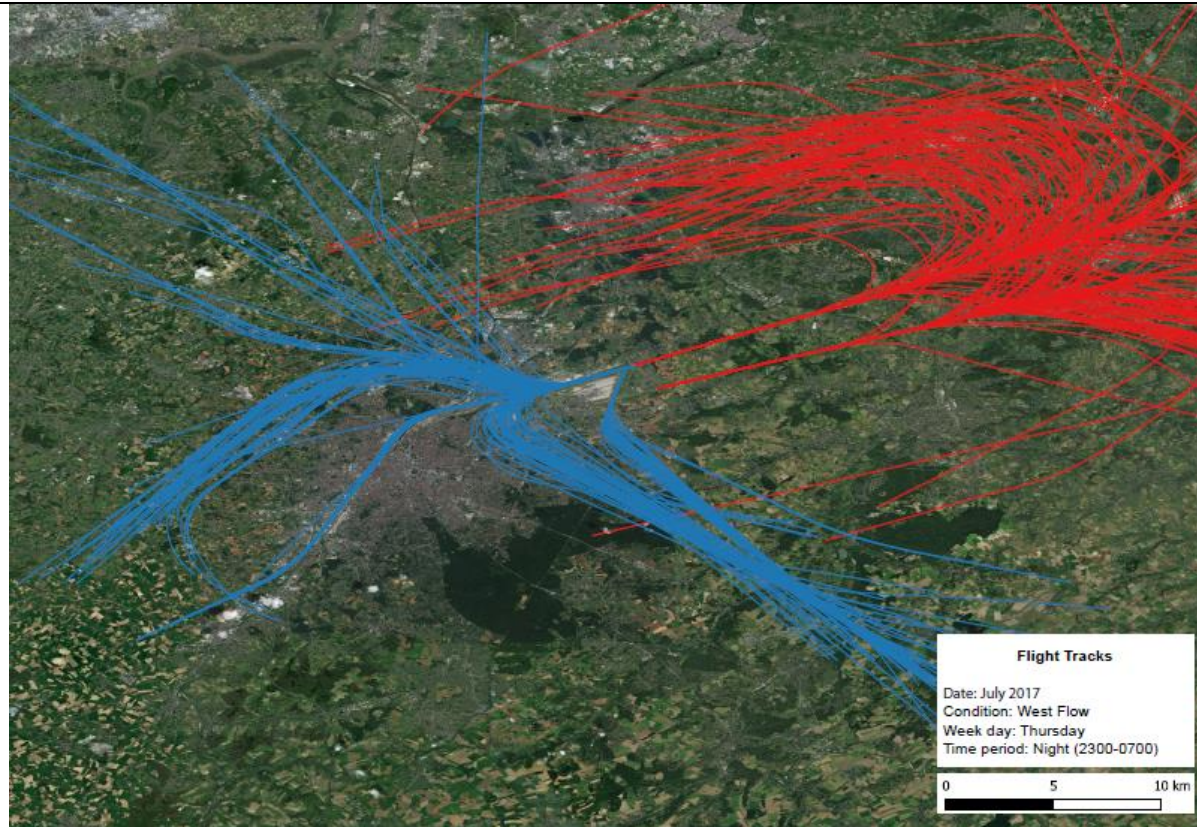 Flight Tracks
Date: July 2017
Condition: West Flow
Week day: Thursday
Time period: Night (2300-0700)
0 5 10 km